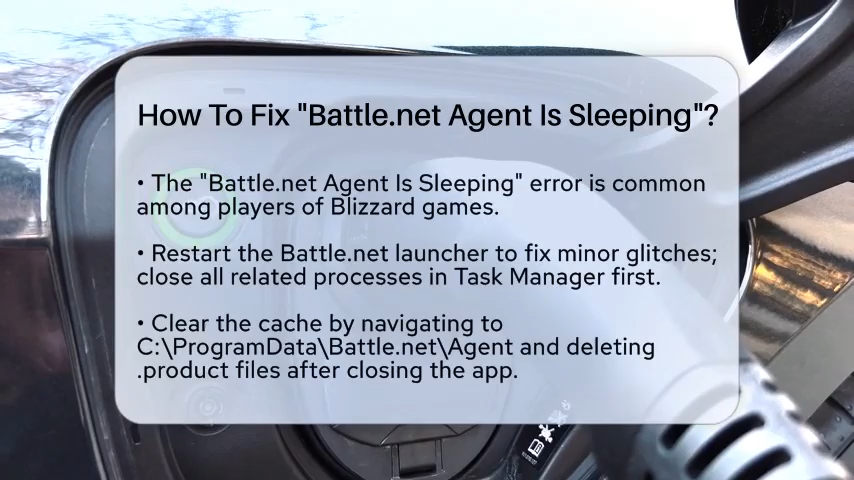 How To Fix "Battle.net Agent Is Sleeping"?
• The "Battle.net Agent Is Sleeping" error is common
among players of Blizzard games.
• Restart the Battle.net launcher to fix minor glitches;
close all related processes in Task Manager first.
• Clear the cache by navigating to
C:\ProgramData\Battle.net\Agent and deleting
.product files after closing the app.